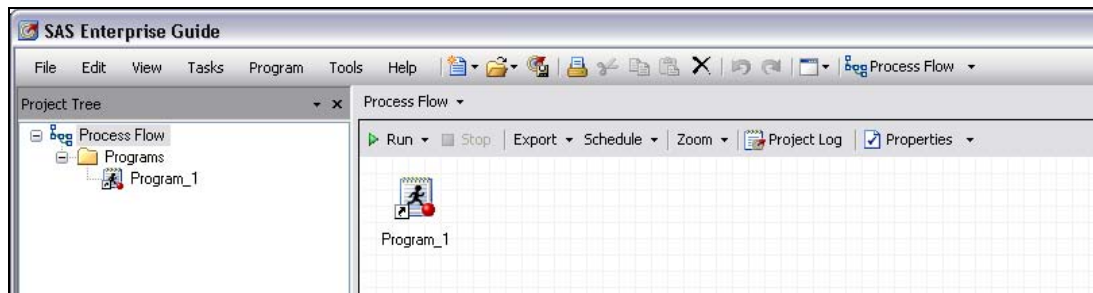 SAS Enterprise Guide
File Edit View Tasks Program Tools Help Process Flow
Project Tree
Process Flow
Programs
Program_1
Process Flow
Run Stop Export Schedule Zoom Project Log Properties
Program_1